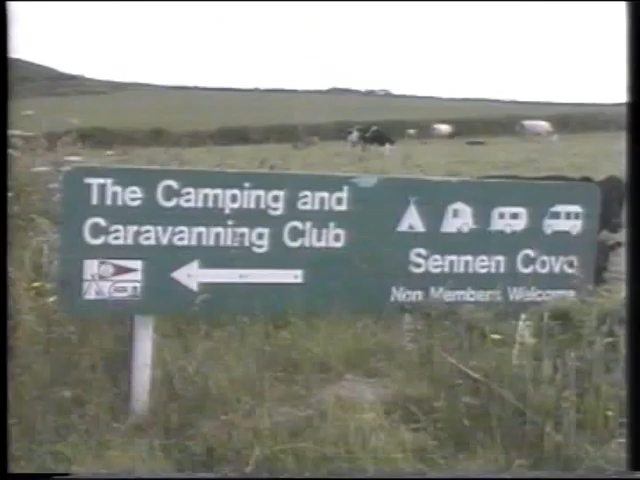 The Camping and
Caravanning Club
Sennen Cove
Non Members Welcome